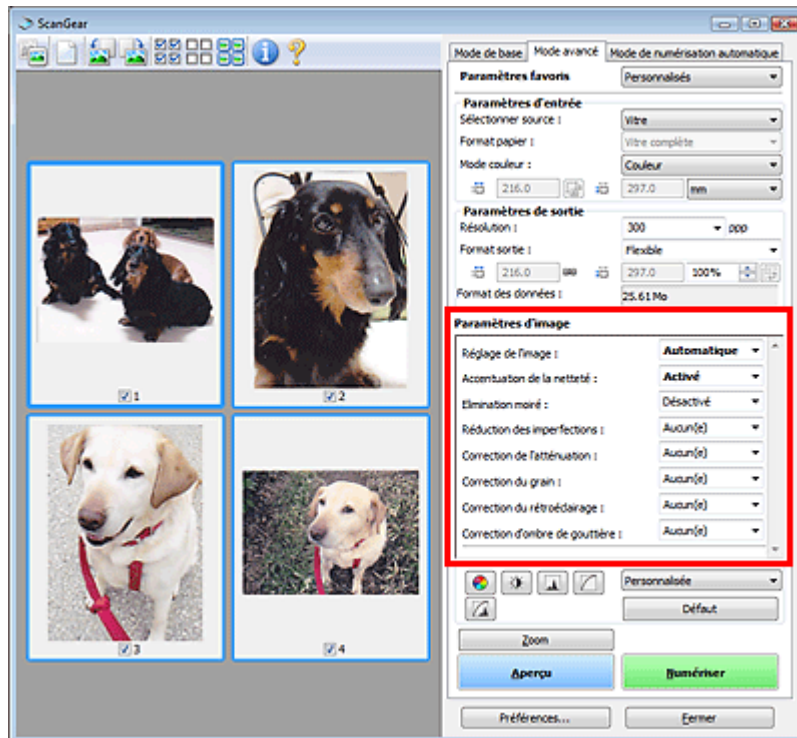 ScanGear
Mode de base Mode avancé Mode de numérisation automatique
Paramètres favoris Personnalisés
Paramètres d'entrée
Sélectionner source : Vitre
Format papier : Vitre complète
Mode couleur : Couleur
216.0 297.0 mm
Paramètres de sortie
Résolution : 300 ppp
Format sortie : Flexible
216.0 297.0 100%
Format des données : 25.61 Mo
Paramètres d'image
Réglage de l'image : Automatique
Accentuation de la netteté : Activé
Elimination moiré : Désactivé
Réduction des imperfections : Aucun(e)
Correction de l'atténuation : Aucun(e)
Correction du grain : Aucun(e)
Correction du rétroéclairage : Aucun(e)
Correction d'ombre de gouttière : Aucun(e)
Personnalisée
Défaut
Zoom
Aperçu Numériser
Préférences... Fermer
1 2
3 4